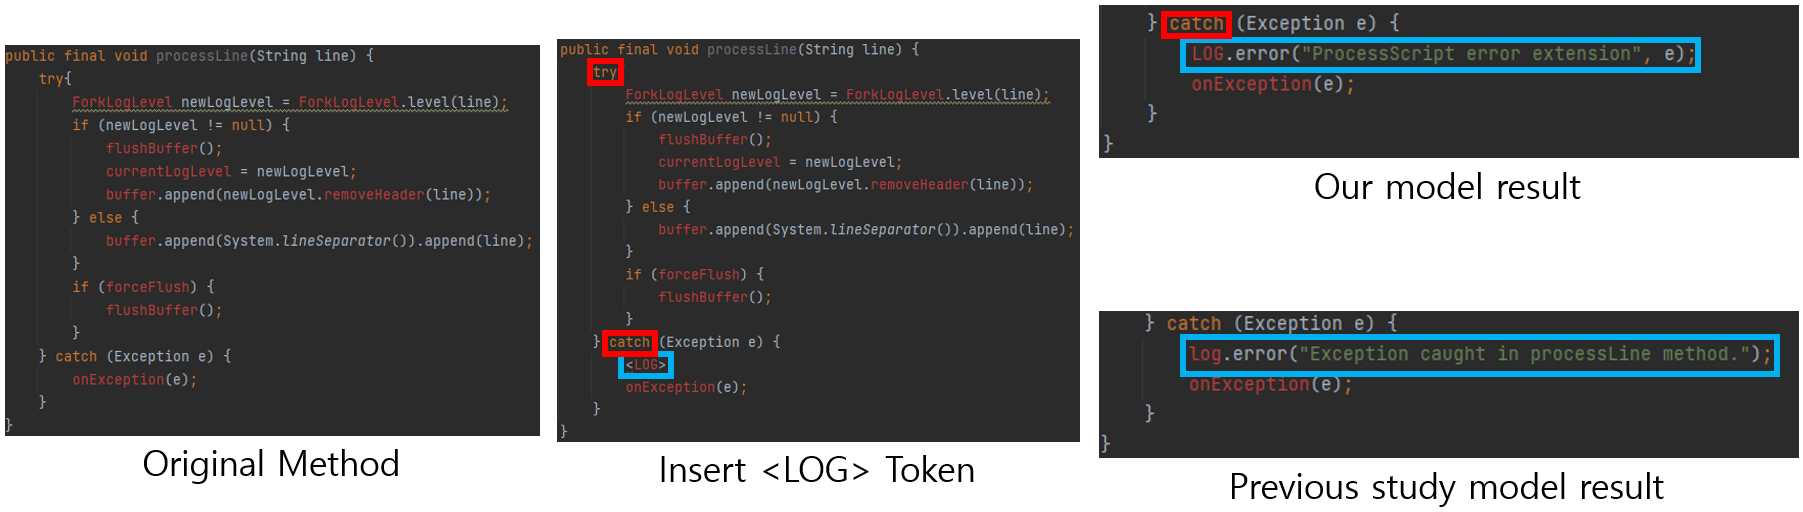 public final void processLine(String line) {
try{
ForkLogLevel newLogLevel = ForkLogLevel.level(line);
if (newLogLevel != null) {
flushBuffer();
currentLogLevel = newLogLevel;
buffer.append(newLogLevel.removeHeader(line));
} else {
buffer.append(System.lineSeparator()).append(line);
}
if (forceFlush) {
flushBuffer();
}
} catch (Exception e) {
onException(e);
}
}
Original Method
public final void processLine(String line) {
try
ForkLogLevel newLogLevel = ForkLogLevel.level(line);
if (newLogLevel != null) {
flushBuffer();
currentLogLevel = newLogLevel;
buffer.append(newLogLevel.removeHeader(line));
} else {
buffer.append(System.lineSeparator()).append(line);
}
if (forceFlush) {
flushBuffer();
}
} catch (Exception e) {
<LOG>
onException(e);
}
}
Insert <LOG> Token
} catch (Exception e) {
LOG.error("ProcessScript error extension", e);
onException(e);
}
}
Our model result
} catch (Exception e) {
log.error("Exception caught in processLine method.");
onException(e);
}
}
Previous study model result